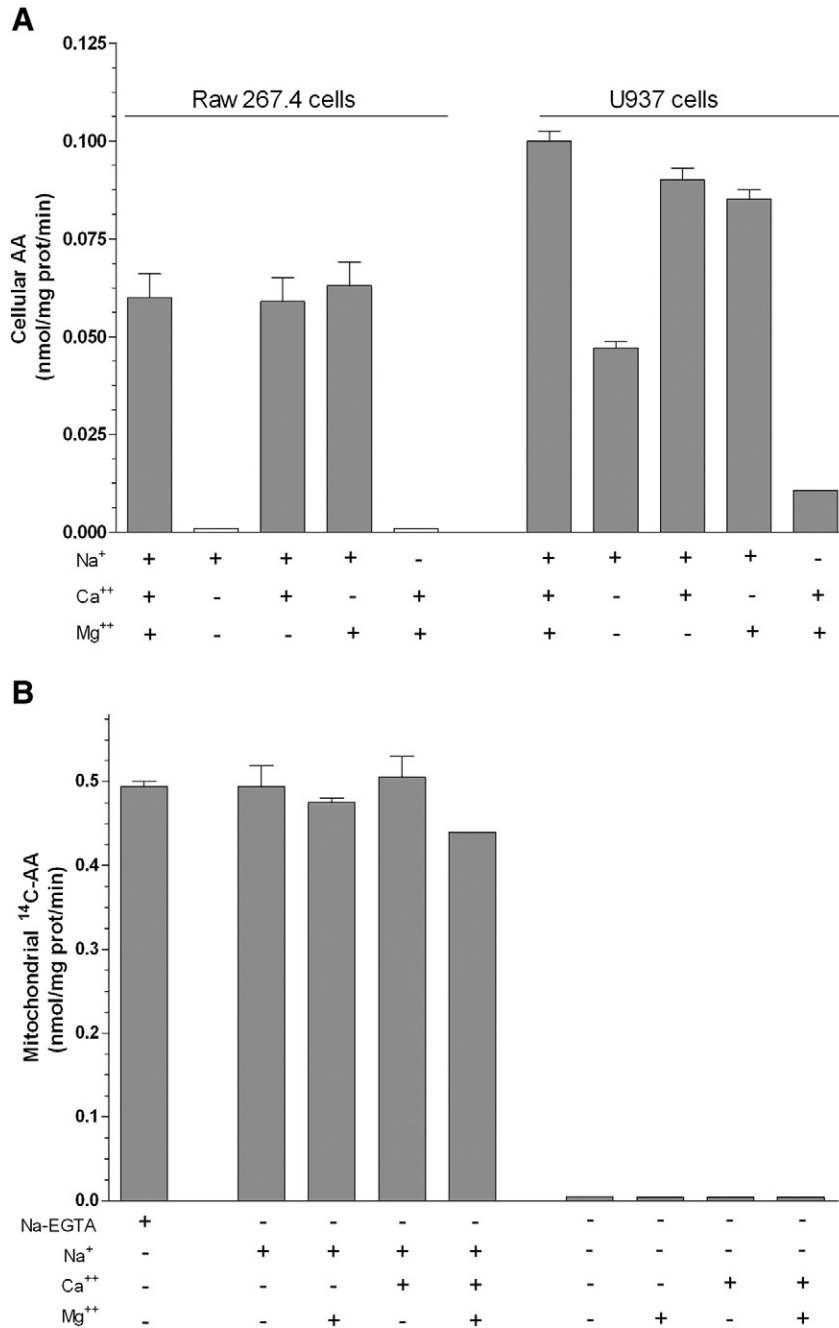 A
0.125
Raw 267.4 cells U937 cells
0.100
0.075
0.050
0.025
0.000
Cellular AA
(nmol/mg prot/min)
Na⁺ + + + + - + + + + -
Ca⁺⁺ + - + - + + - + - +
Mg⁺⁺ + - - + + + - - + +
B
0.5
0.4
0.3
0.2
0.1
0.0
Mitochondrial ¹⁴C-AA
(nmol/mg prot/min)
Na-EGTA + - - - - - - - -
Na⁺ - + + + + - - - -
Ca⁺⁺ - - - + + - - + +
Mg⁺⁺ - - + - + - + - +